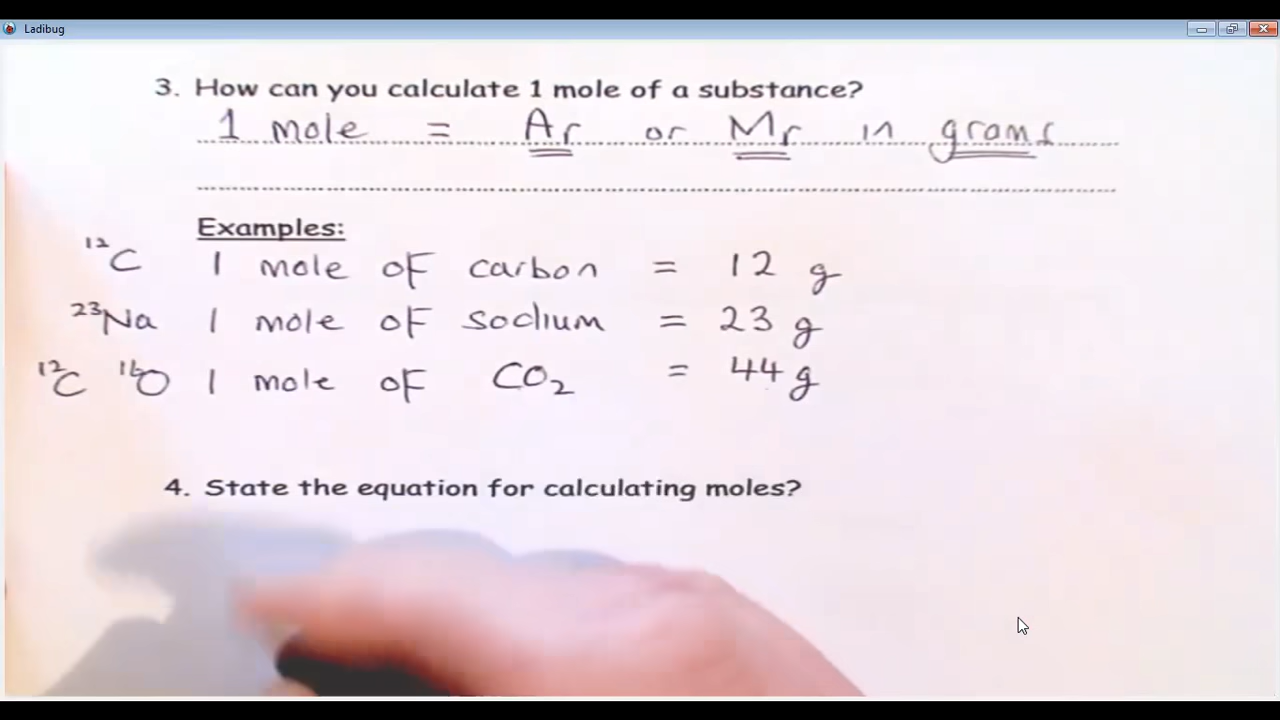 Ladibug
3. How can you calculate 1 mole of a substance?
1 mole = Ar or Mr in grams
Examples:
12C 1 mole of carbon = 12 g
23Na 1 mole of sodium = 23 g
12C 16O 1 mole of CO2 = 44 g
4. State the equation for calculating moles?